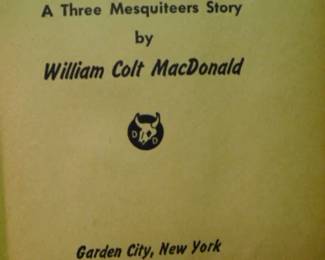 A Three Mesquiteers Story
by
William Colt MacDonald
D D
Garden City, New York